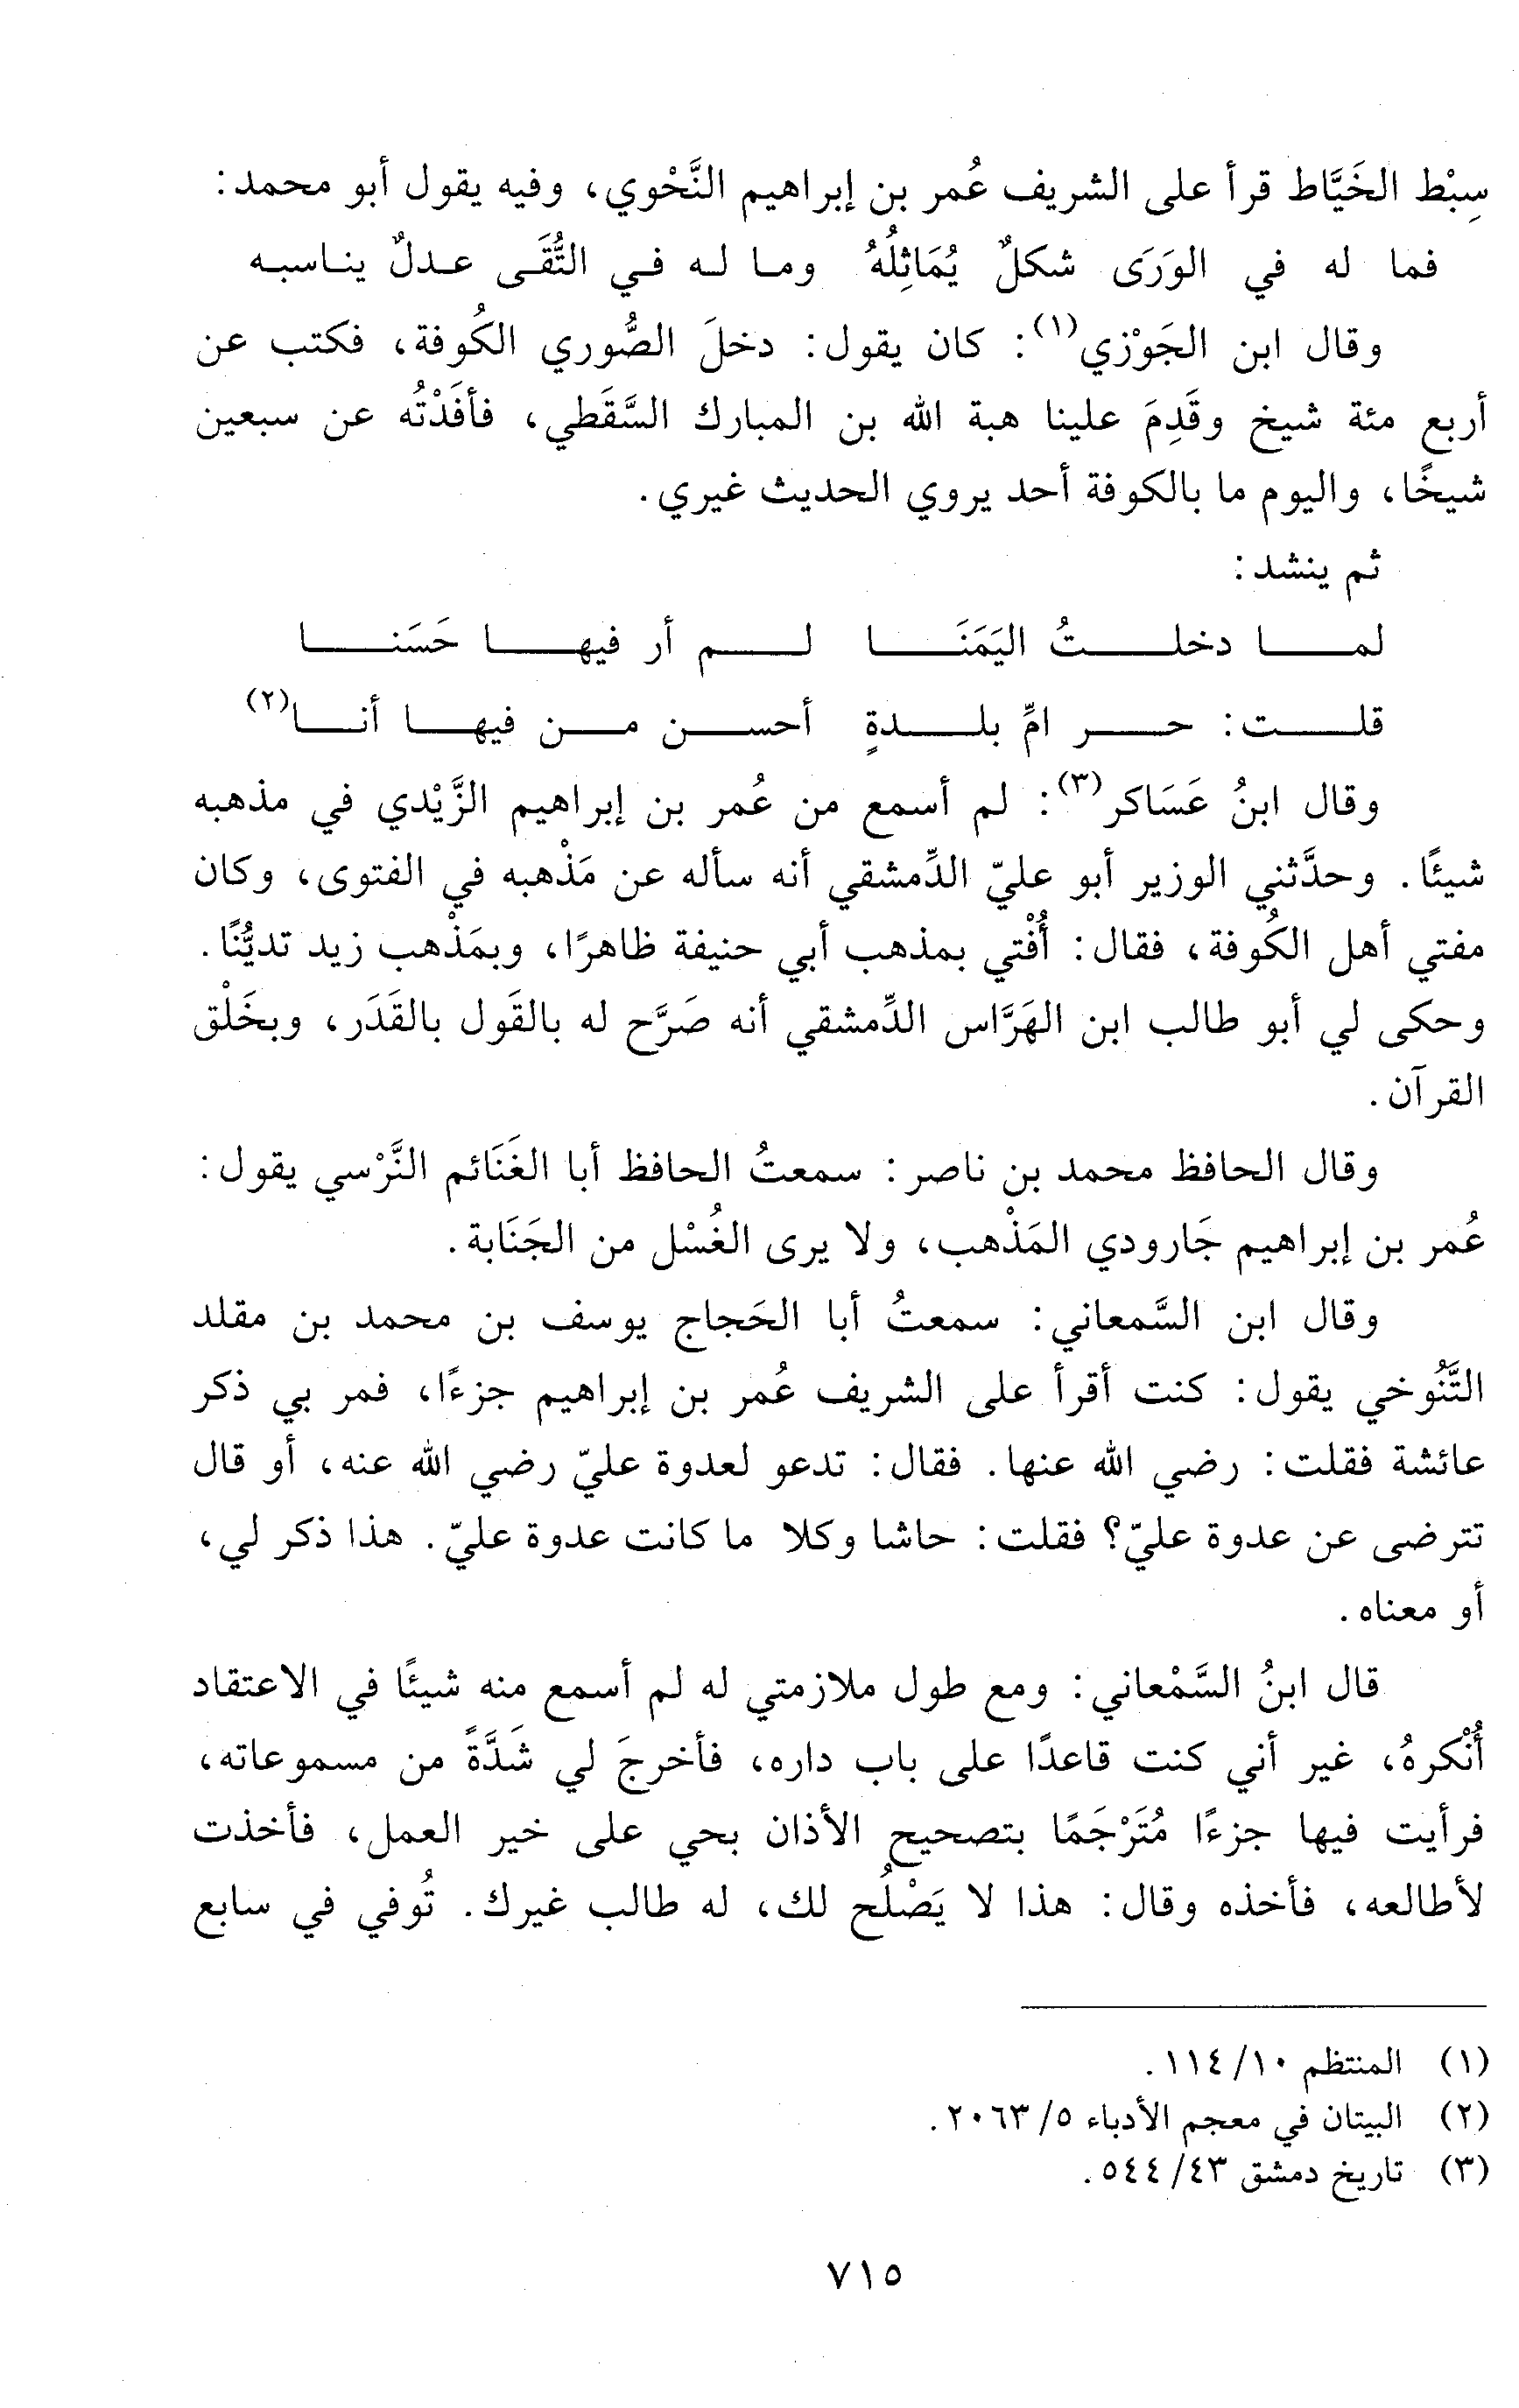 سِبْط الخَيَّاط قرأ على الشريف عُمر بن إبراهيم النَّحْوي، وفيه يقول أبو محمد:
فما له في الورَى شكلٌ يُمَاثِلُهُ وما له في التُّقَى عدلٌ يناسبه
وقال ابن الجَوْزي(١): كان يقول: دخلَ الصُّوري الكُوفة، فكتب عن
أربع مئة شيخ وقَدِمَ علينا هبة الله بن المبارك السَّقَطي، فأفَدْتُه عن سبعين
شيخًا، واليوم ما بالكوفة أحد يروي الحديث غيري.
ثم ينشد:
لما دخلتُ اليَمَنَا لم أر فيها حَسَنا
قلت: حر امِّ بلدةٍ أحسن من فيها أنا(٢)
وقال ابنُ عَسَاكر(٣): لم أسمع من عُمر بن إبراهيم الزَّيْدي في مذهبه
شيئًا. وحدَّثني الوزير أبو عليّ الدِّمشقي أنه سأله عن مَذْهبه في الفتوى، وكان
مفتي أهل الكُوفة، فقال: أُفْتي بمذهب أبي حنيفة ظاهرًا، وبمَذْهب زيد تديُّنًا.
وحكى لي أبو طالب ابن الهَرَّاس الدِّمشقي أنه صَرَّح له بالقَول بالقَدَر، وبخَلْق
القرآن.
وقال الحافظ محمد بن ناصر: سمعتُ الحافظ أبا الغَنَائم النَّرْسي يقول:
عُمر بن إبراهيم جَارودي المَذْهب، ولا يرى الغُسْل من الجَنَابة.
وقال ابن السَّمعاني: سمعتُ أبا الحَجاج يوسف بن محمد بن مقلد
التَّنُوخي يقول: كنت أقرأ على الشريف عُمر بن إبراهيم جزءًا، فمر بي ذكر
عائشة فقلت: رضي الله عنها. فقال: تدعو لعدوة عليّ رضي الله عنه، أو قال
تترضى عن عدوة عليّ؟ فقلت: حاشا وكلا ما كانت عدوة عليّ. هذا ذكر لي،
أو معناه.
قال ابنُ السَّمْعاني: ومع طول ملازمتي له لم أسمع منه شيئًا في الاعتقاد
أُنْكرهُ، غير أني كنت قاعدًا على باب داره، فأخرجَ لي شَدَّةً من مسموعاته،
فرأيت فيها جزءًا مُتَرْجَمًا بتصحيح الأذان بحي على خير العمل، فأخذت
لأطالعه، فأخذه وقال: هذا لا يَصْلُح لك، له طالب غيرك. تُوفي في سابع
(١) المنتظم ١٠/ ١١٤.
(٢) البيتان في معجم الأدباء ٥/ ٢٠٦٣.
(٣) تاريخ دمشق ٤٣/ ٥٤٤.
٧١٥